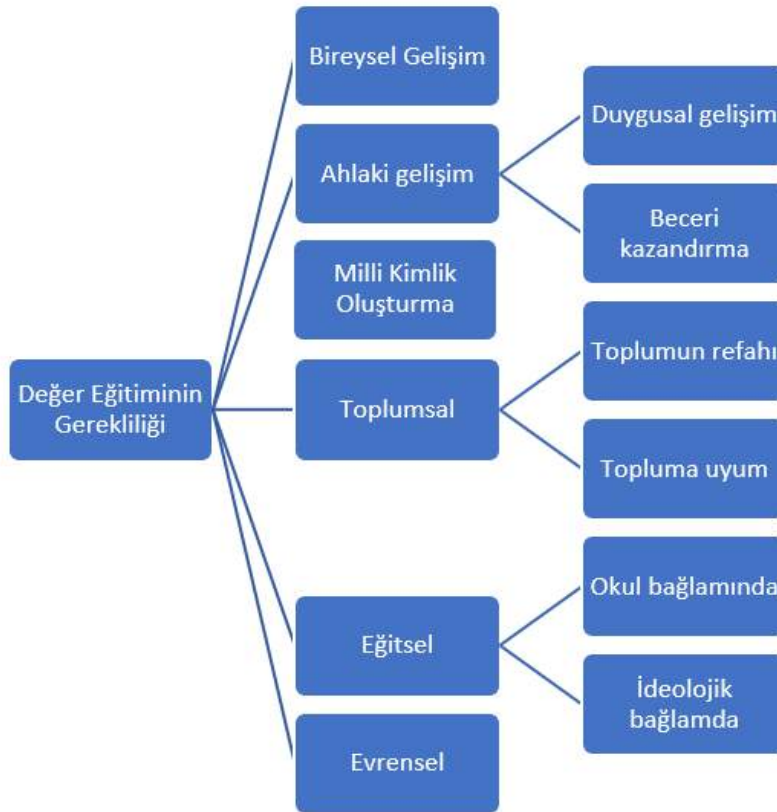 Değer Eğitiminin
Gerekliliği
Bireysel Gelişim
Ahlaki gelişim
Duygusal gelişim
Beceri
kazandırma
Milli Kimlik
Oluşturma
Toplumsal
Toplumun refahı
Topluma uyum
Eğitsel
Okul bağlamında
İdeolojik
bağlamda
Evrensel